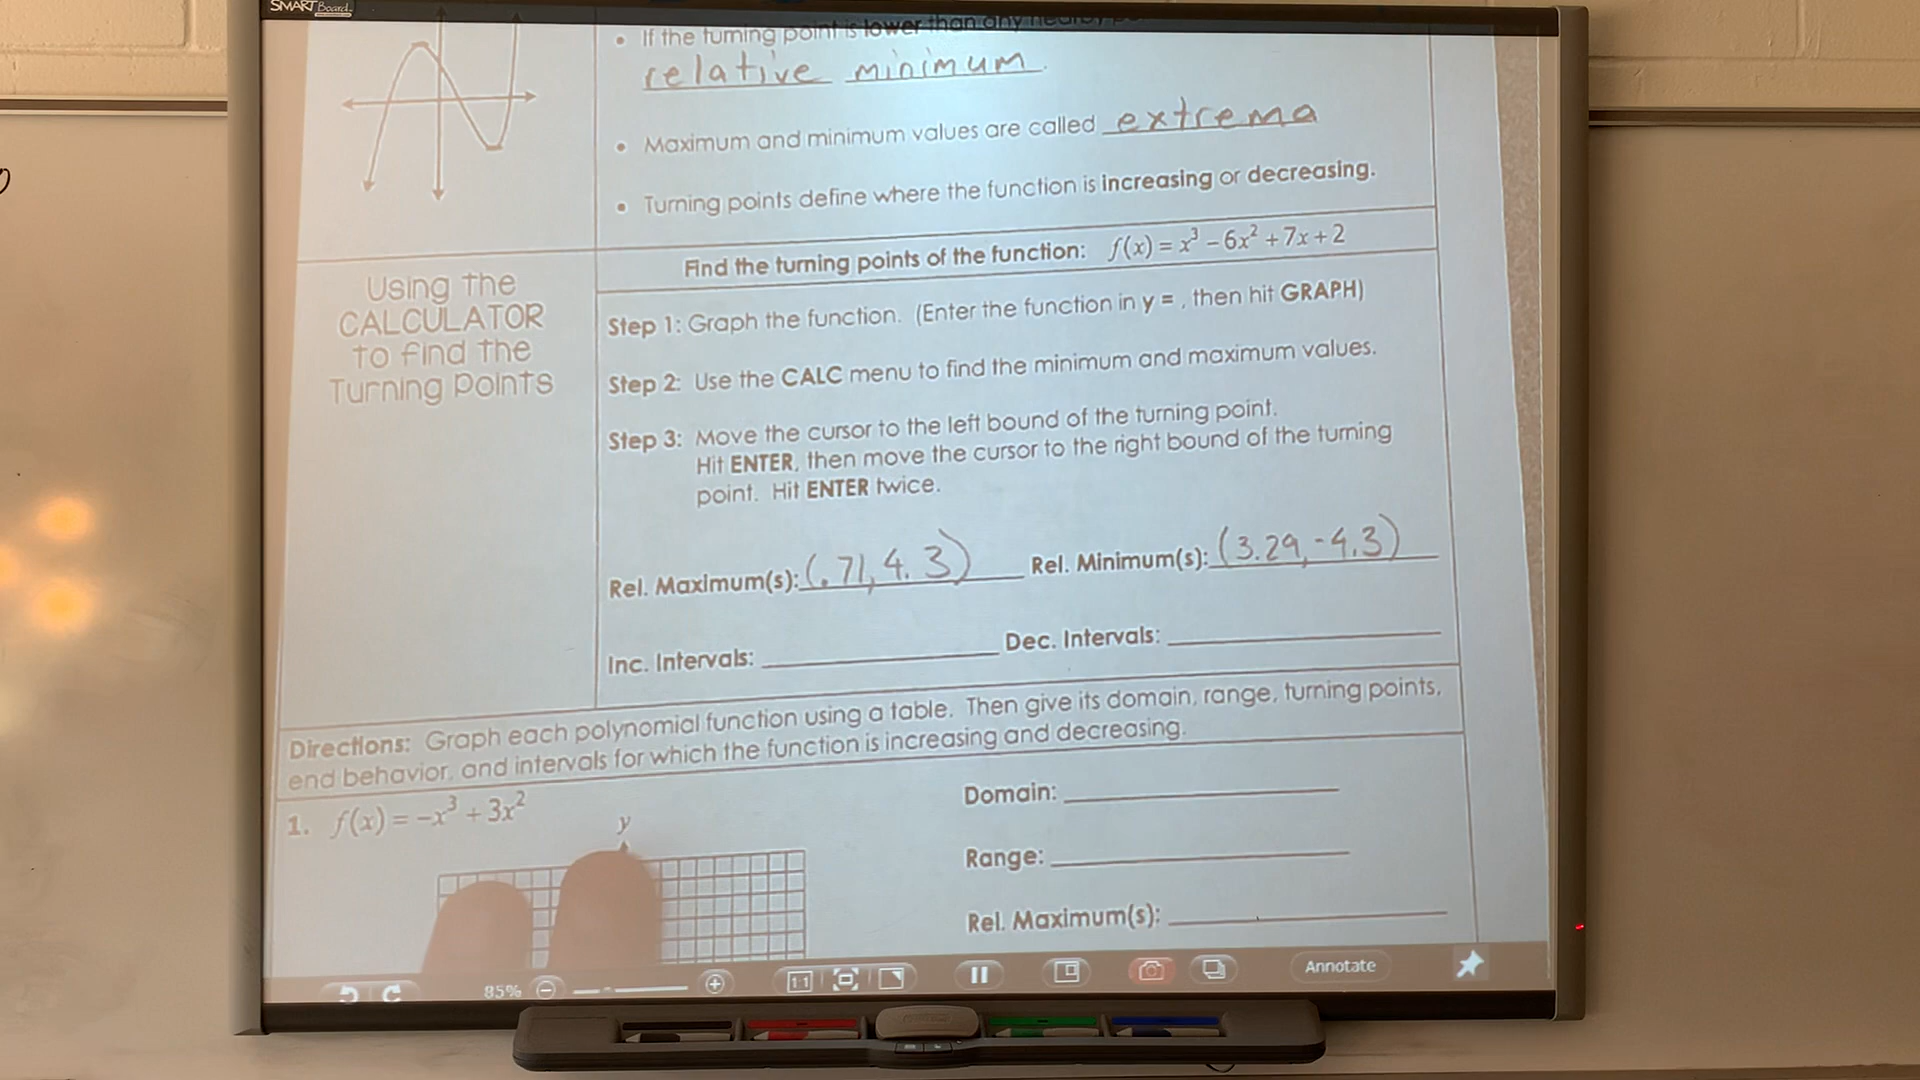 SMART Board
If the turning point is lower than any nearby
relative minimum.
Maximum and minimum values are called extrema
Turning points define where the function is increasing or decreasing.
Using the
CALCULATOR
to find the
Turning Points
Find the turning points of the function: f(x) = x³ – 6x² + 7x + 2
Step 1: Graph the function. (Enter the function in y = , then hit GRAPH)
Step 2: Use the CALC menu to find the minimum and maximum values.
Step 3: Move the cursor to the left bound of the turning point.
Hit ENTER, then move the cursor to the right bound of the turning
point. Hit ENTER twice.
Rel. Maximum(s): (.71, 4.3) Rel. Minimum(s): (3.29, -4.3)
Inc. Intervals: Dec. Intervals:
Directions: Graph each polynomial function using a table. Then give its domain, range, turning points,
end behavior, and intervals for which the function is increasing and decreasing.
1. f(x) = –x³ + 3x²
y
Domain:
Range:
Rel. Maximum(s):
85%
1:1
Annotate